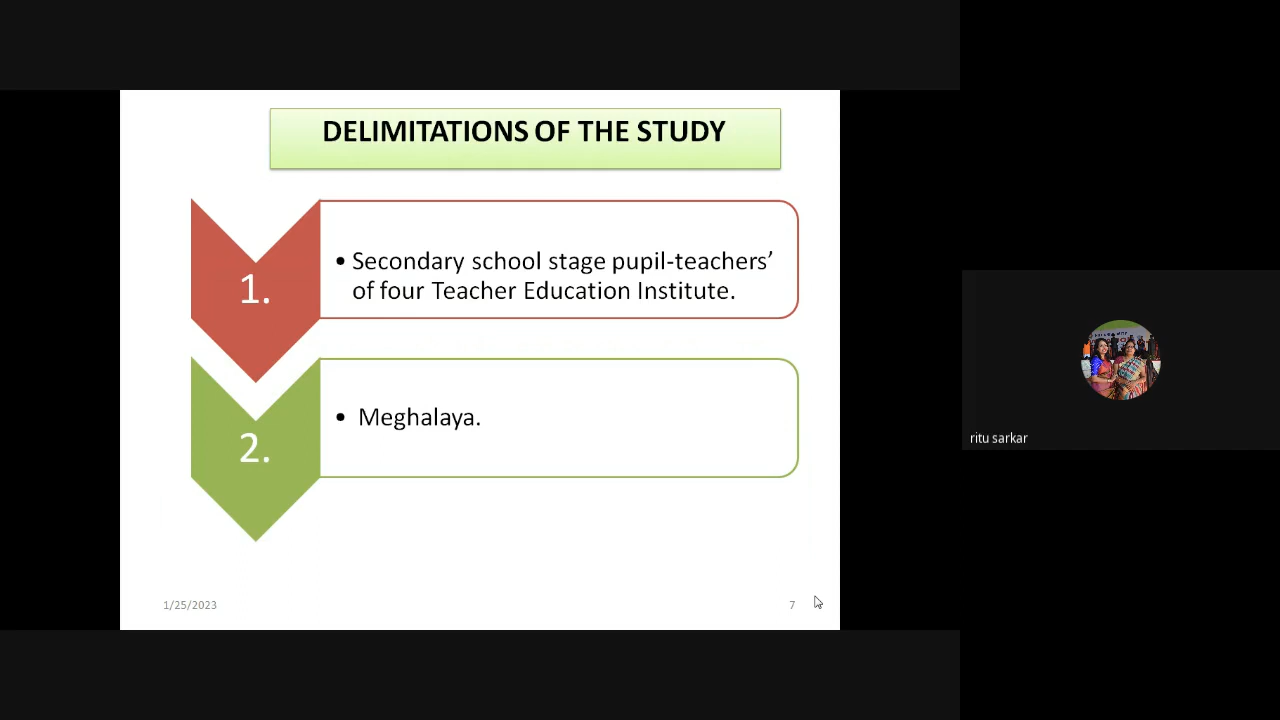 DELIMITATIONS OF THE STUDY
1.
• Secondary school stage pupil-teachers’
of four Teacher Education Institute.
2.
• Meghalaya.
1/25/2023
7
ritu sarkar